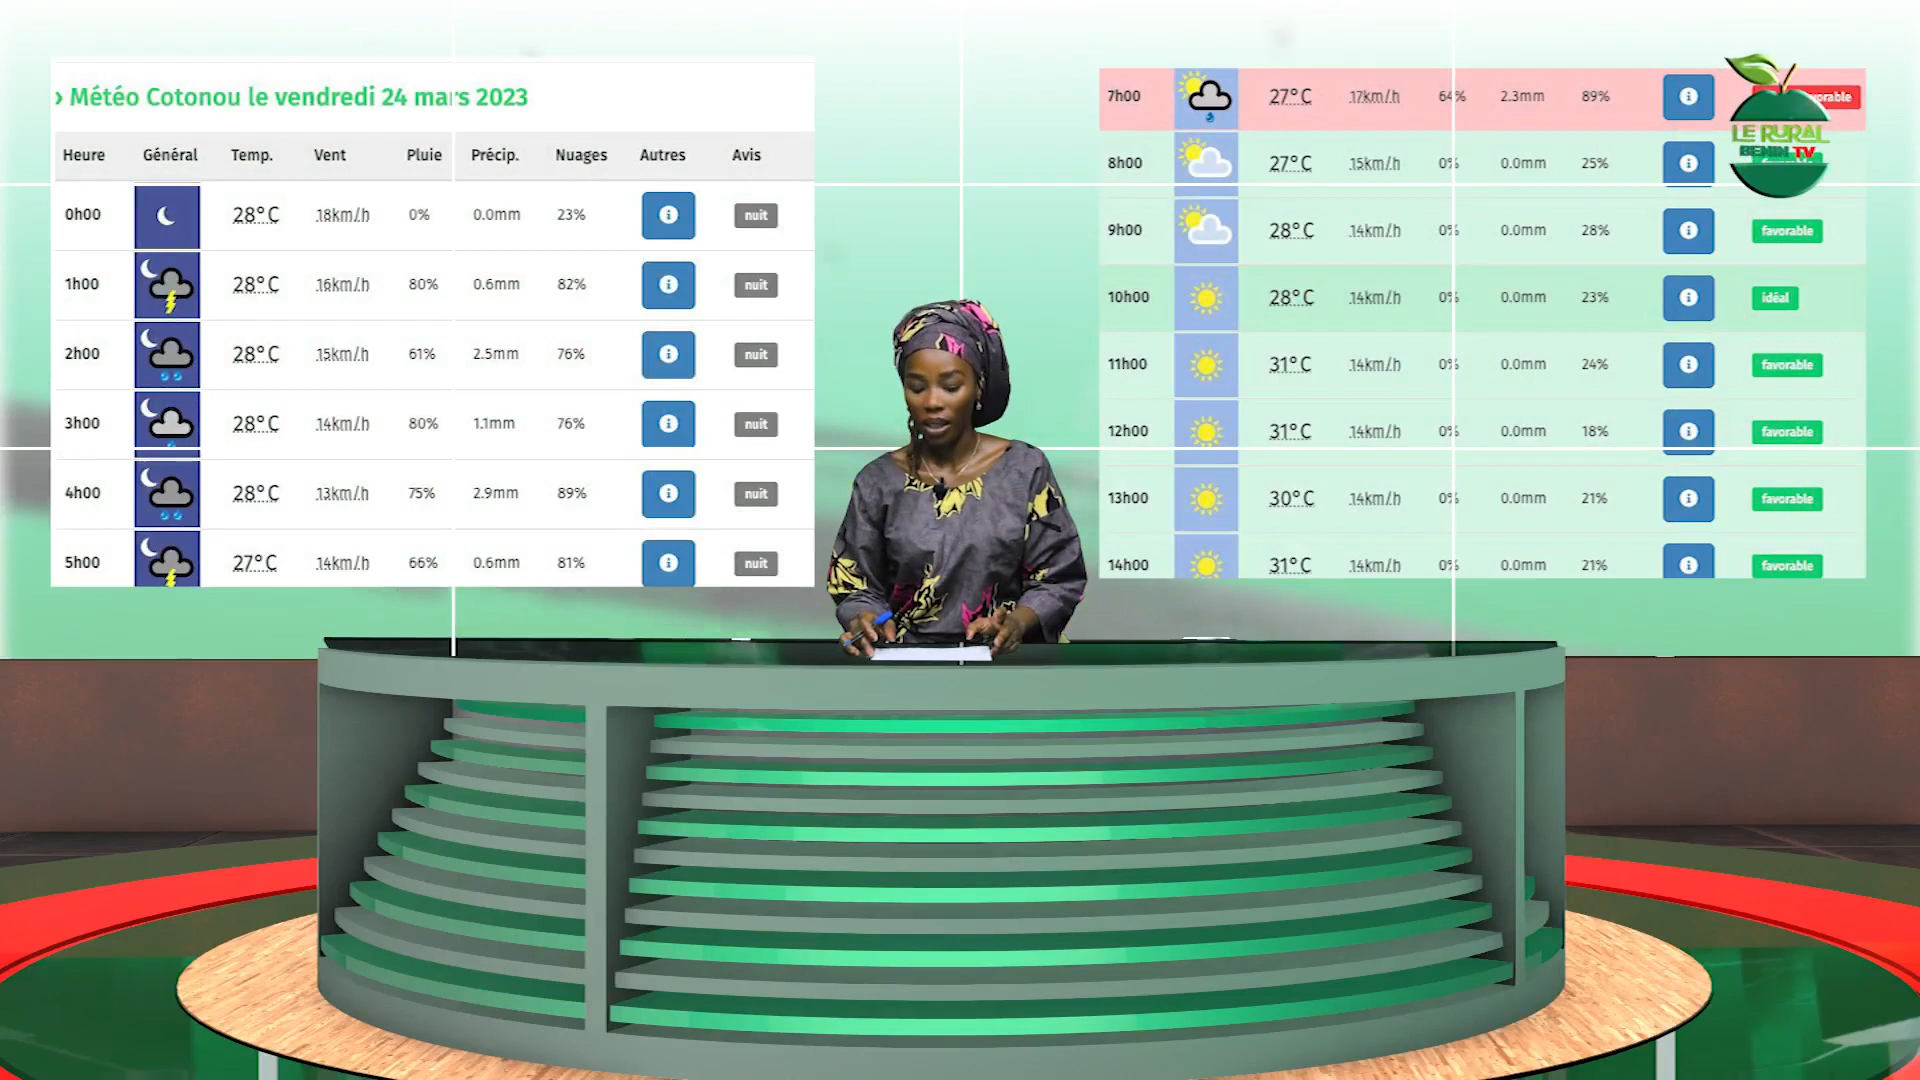 › Météo Cotonou le vendredi 24 mars 2023
Heure Général Temp. Vent Pluie Précip. Nuages Autres Avis
0h00 28°C 18km/h 0% 0.0mm 23% nuit
1h00 28°C 16km/h 80% 0.6mm 82% nuit
2h00 28°C 15km/h 61% 2.5mm 76% nuit
3h00 28°C 14km/h 80% 1.1mm 76% nuit
4h00 28°C 13km/h 75% 2.9mm 89% nuit
5h00 27°C 14km/h 66% 0.6mm 81% nuit
7h00 27°C 17km/h 64% 2.3mm 89%
8h00 27°C 15km/h 0% 0.0mm 25%
9h00 28°C 14km/h 0% 0.0mm 28% favorable
10h00 28°C 14km/h 0% 0.0mm 23% idéal
11h00 31°C 14km/h 0% 0.0mm 24% favorable
12h00 31°C 14km/h 0% 0.0mm 18% favorable
13h00 30°C 14km/h 0% 0.0mm 21% favorable
14h00 31°C 14km/h 0% 0.0mm 21% favorable
LE RURAL
BENIN TV